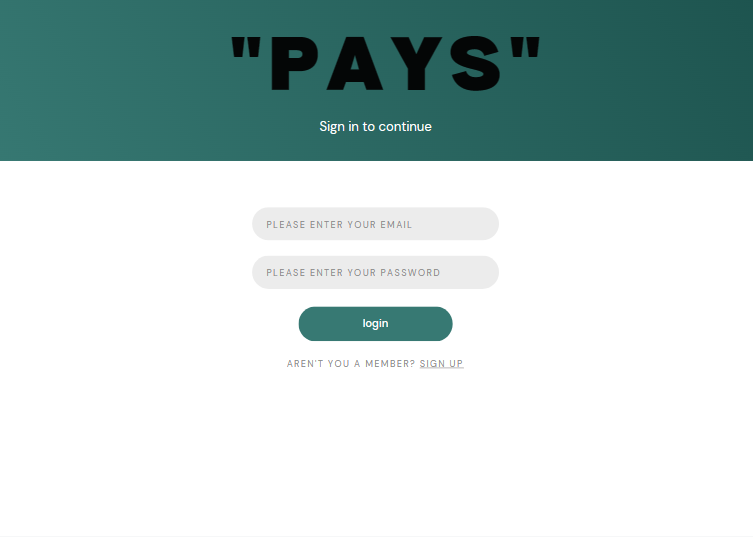 "PAYS"
Sign in to continue
PLEASE ENTER YOUR EMAIL
PLEASE ENTER YOUR PASSWORD
login
AREN'T YOU A MEMBER? SIGN UP